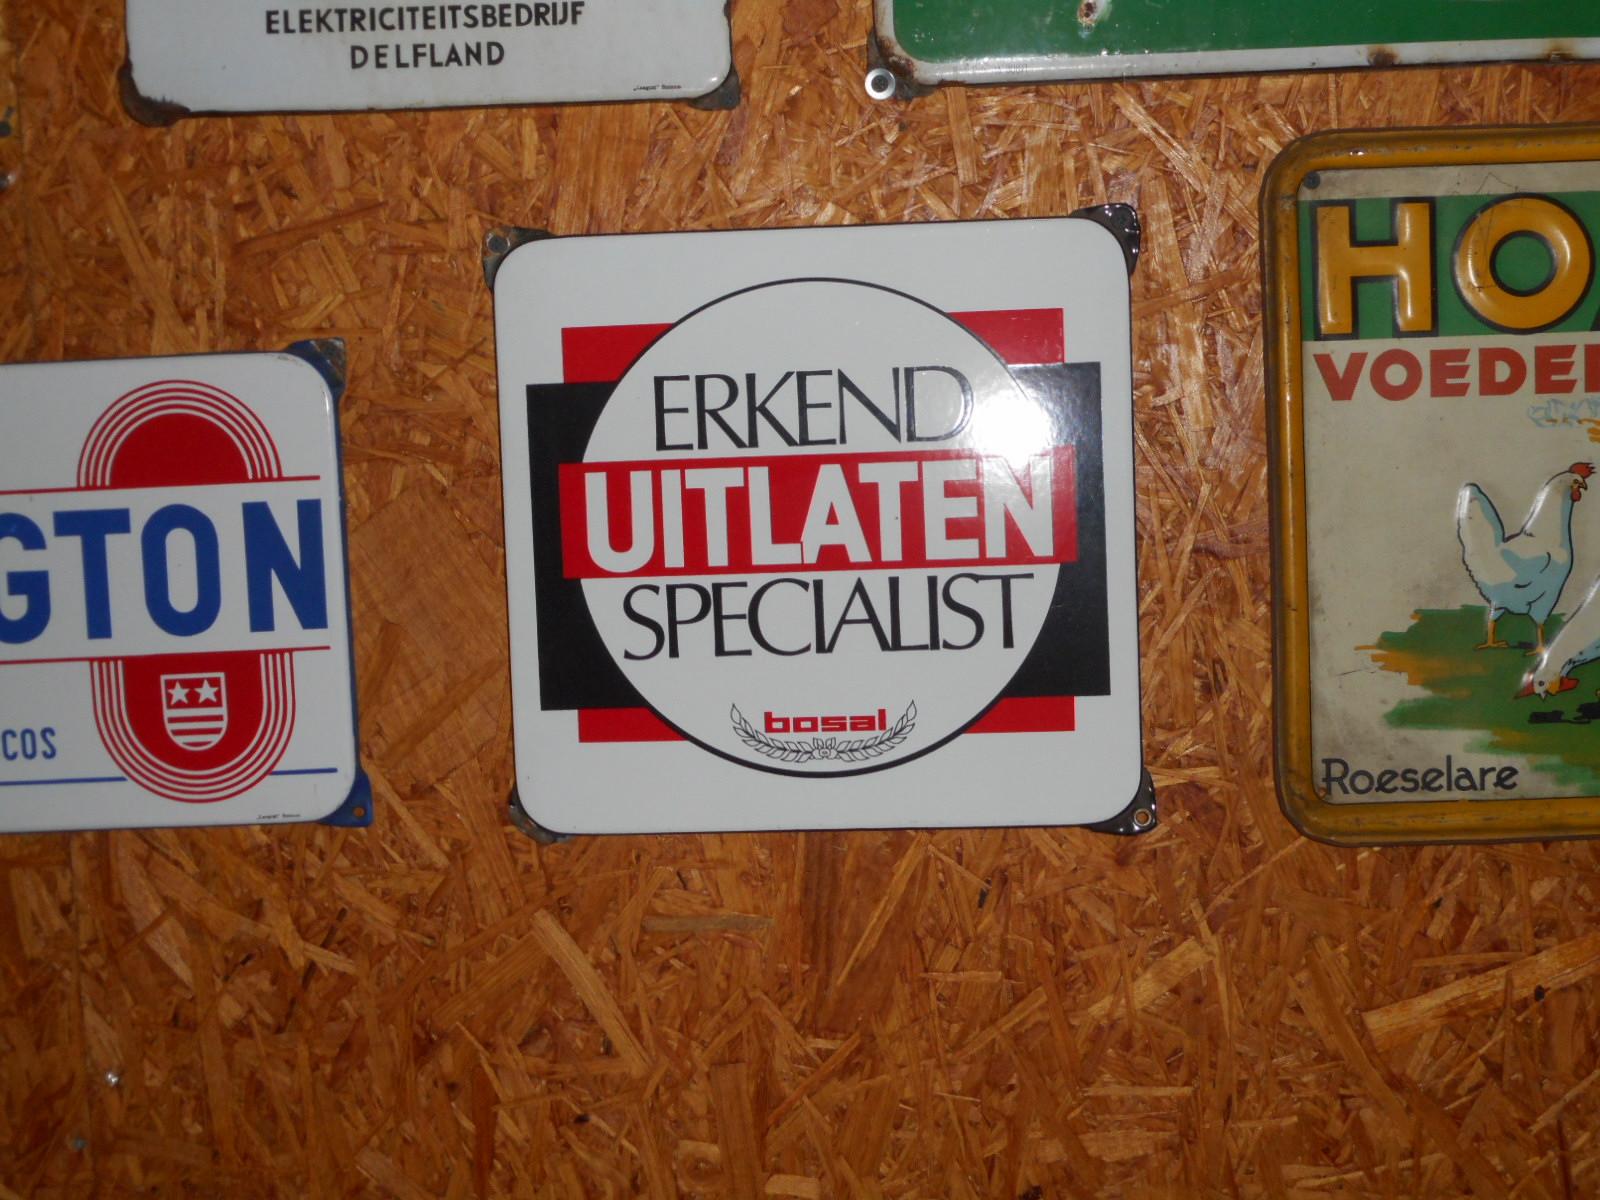 ELEKTRICITEITSBEDRIJF
DELFLAND
GTON
COS
ERKEND
UITLATEN
SPECIALIST
bosal
HO
VOEDE
Roeselare